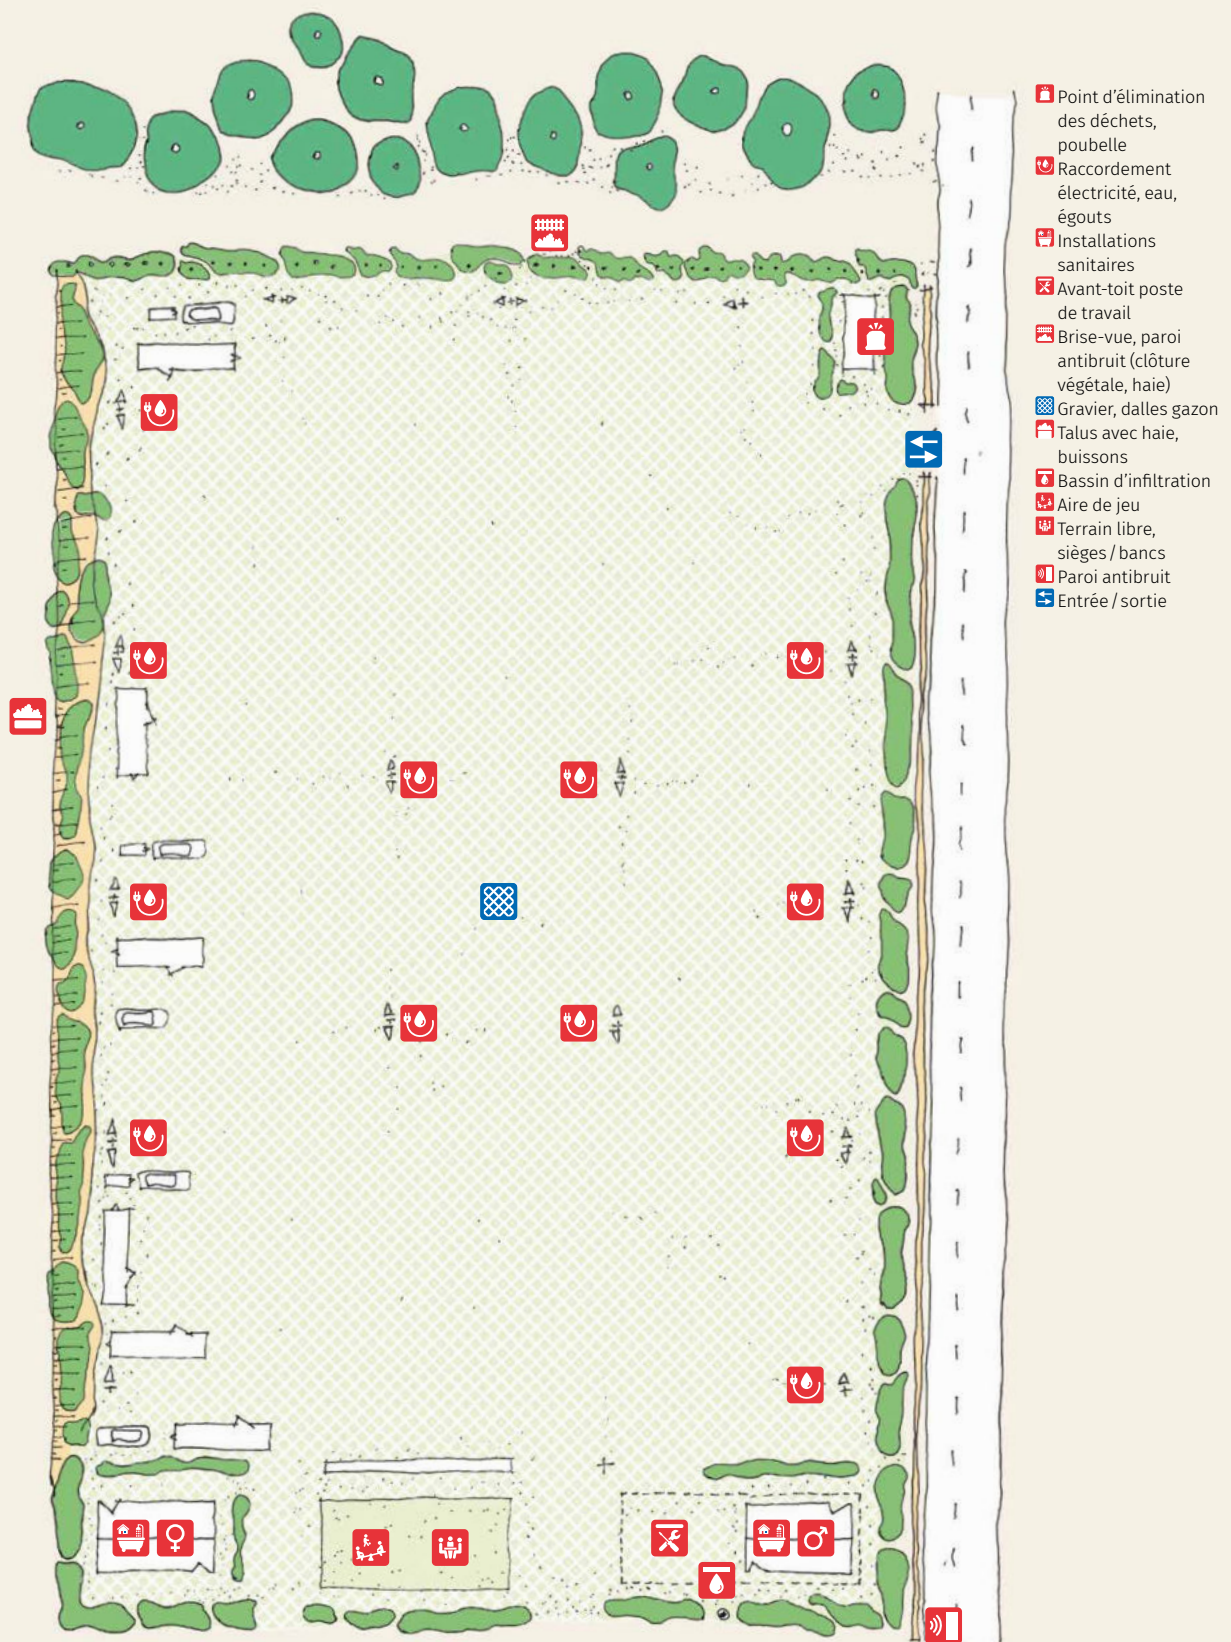 Point d’élimination
des déchets,
poubelle
Raccordement
électricité, eau,
égouts
Installations
sanitaires
Avant-toit poste
de travail
Brise-vue, paroi
antibruit (clôture
végétale, haie)
Gravier, dalles gazon
Talus avec haie,
buissons
Bassin d’infiltration
Aire de jeu
Terrain libre,
sièges / bancs
Paroi antibruit
Entrée / sortie